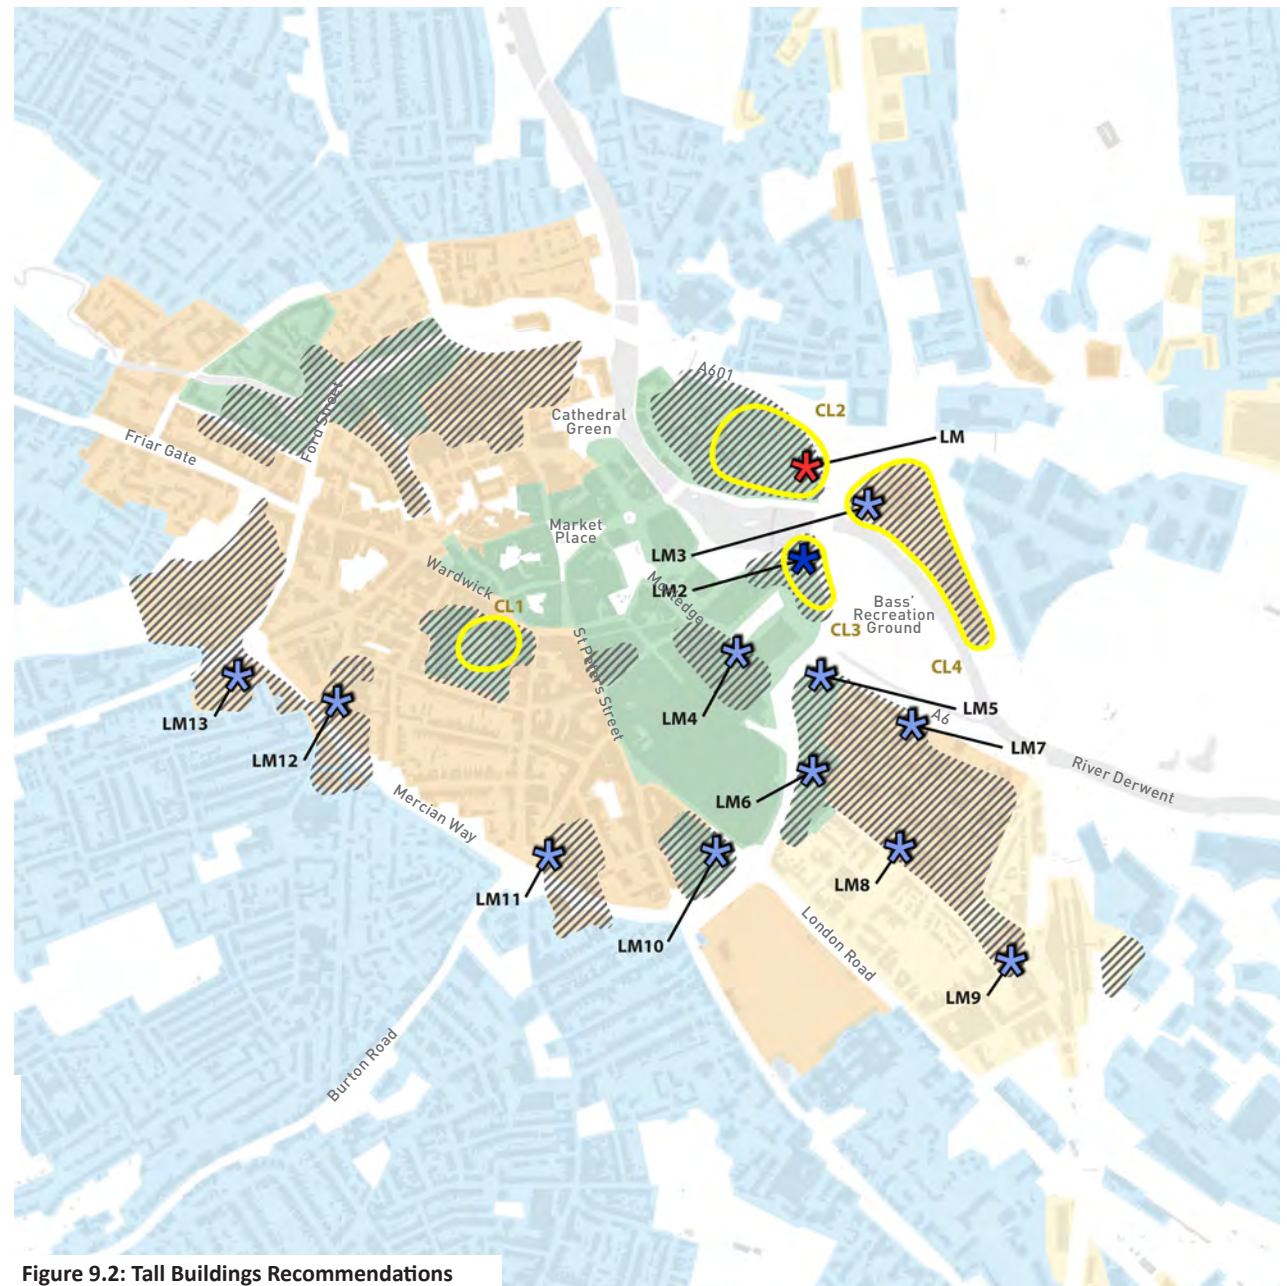 A601
CL2
Cathedral
Green
LM
Ford Street
Friar Gate
Market
Place
LM3
LM2
Wardwick
CL1
Bass'
Recreation
Ground
CL3
CL4
St Peter's Street
LM13
LM4
LM5
A6
LM7
LM12
River Derwent
LM6
Mercian Way
LM8
LM11
LM10
London Road
LM9
Burton Road
Figure 9.2: Tall Buildings Recommendations